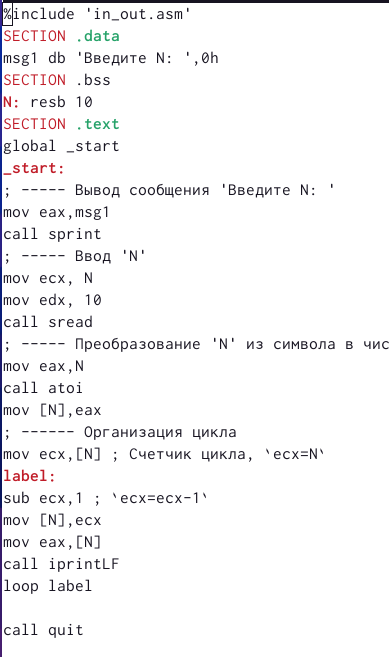 %include 'in_out.asm'
SECTION .data
msg1 db 'Введите N: ',0h
SECTION .bss
N: resb 10
SECTION .text
global _start
_start:
; ----- Вывод сообщения 'Введите N: '
mov eax,msg1
call sprint
; ----- Ввод 'N'
mov ecx, N
mov edx, 10
call sread
; ----- Преобразование 'N' из символа в чис
mov eax,N
call atoi
mov [N],eax
; ------ Организация цикла
mov ecx,[N] ; Счетчик цикла, `ecx=N`
label:
sub ecx,1 ; `ecx=ecx-1`
mov [N],ecx
mov eax,[N]
call iprintLF
loop label
call quit